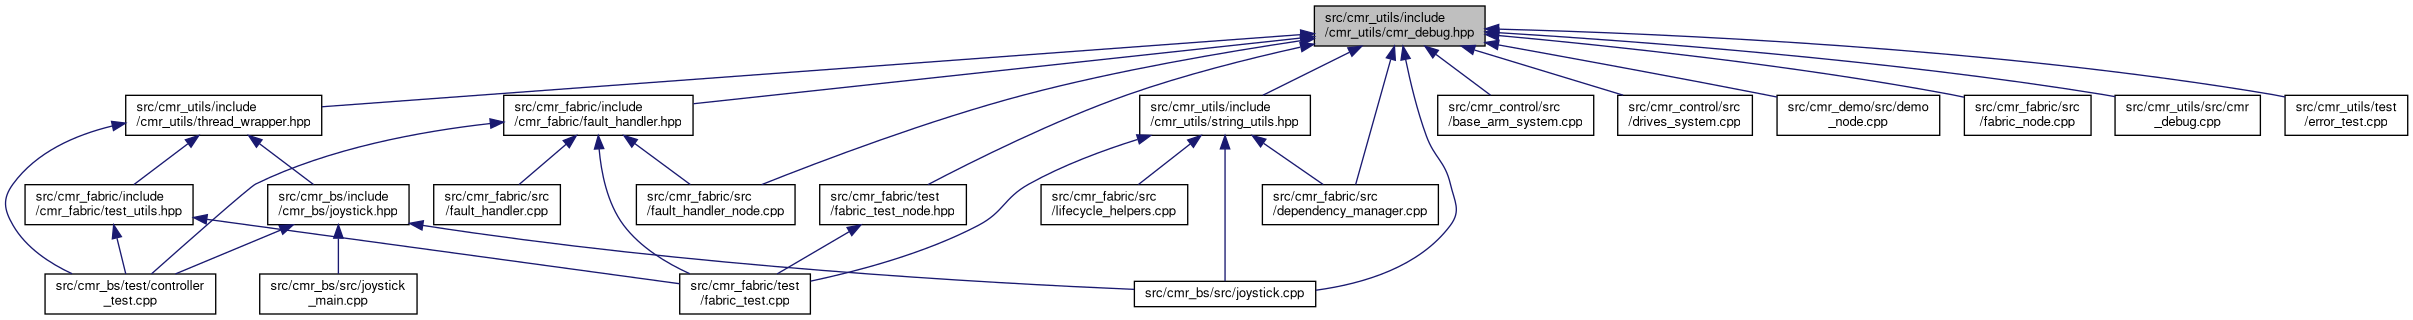 src/cmr_utils/include
/cmr_utils/cmr_debug.hpp
src/cmr_utils/include
/cmr_utils/thread_wrapper.hpp
src/cmr_fabric/include
/cmr_fabric/fault_handler.hpp
src/cmr_utils/include
/cmr_utils/string_utils.hpp
src/cmr_control/src
/base_arm_system.cpp
src/cmr_control/src
/drives_system.cpp
src/cmr_demo/src/demo
_node.cpp
src/cmr_fabric/src
/fabric_node.cpp
src/cmr_utils/src/cmr
_debug.cpp
src/cmr_utils/test
/error_test.cpp
src/cmr_fabric/include
/cmr_fabric/test_utils.hpp
src/cmr_bs/include
/cmr_bs/joystick.hpp
src/cmr_fabric/src
/fault_handler.cpp
src/cmr_fabric/src
/fault_handler_node.cpp
src/cmr_fabric/test
/fabric_test_node.hpp
src/cmr_fabric/src
/lifecycle_helpers.cpp
src/cmr_fabric/src
/dependency_manager.cpp
src/cmr_bs/test/controller
_test.cpp
src/cmr_bs/src/joystick
_main.cpp
src/cmr_fabric/test
/fabric_test.cpp
src/cmr_bs/src/joystick.cpp